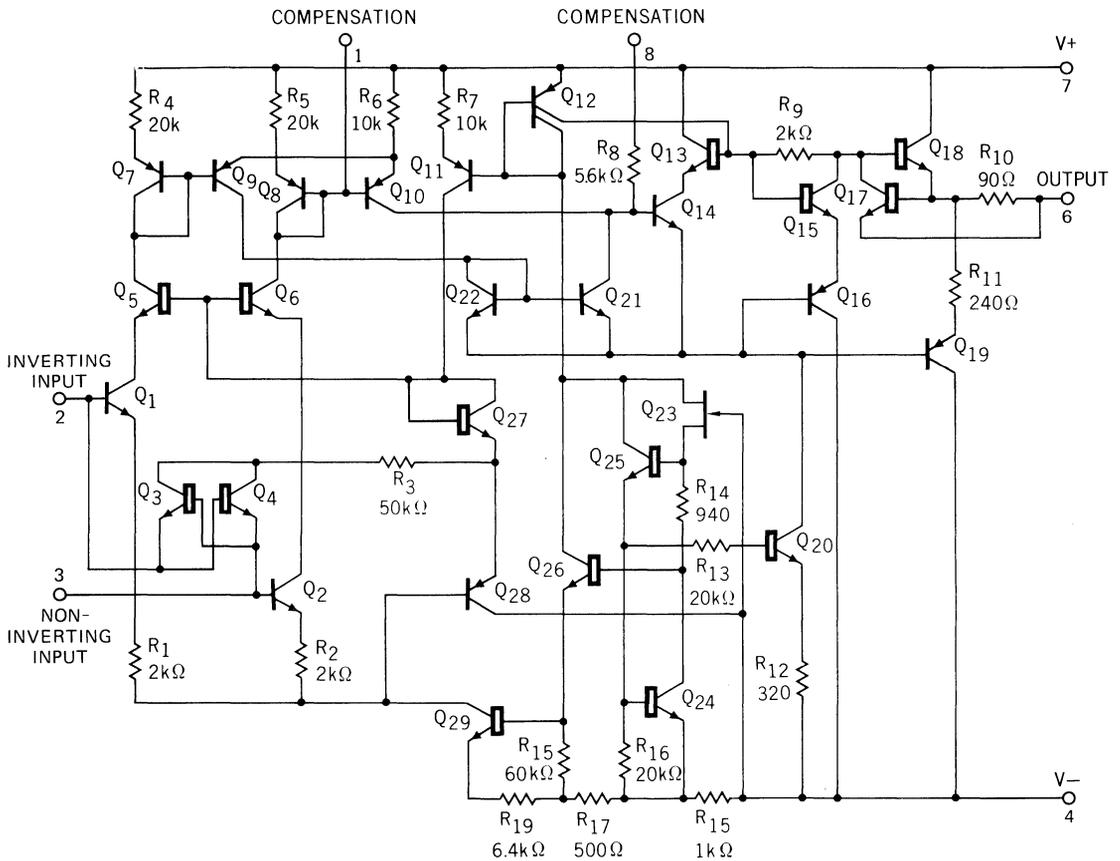 COMPENSATION
1
COMPENSATION
8
V+
7
R4
20k
R5
20k
R6
10k
R7
10k
Q12
R8
5.6kΩ
Q13
R9
2kΩ
Q18
R10
90Ω
OUTPUT
6
Q7
Q9
Q8
Q10
Q11
Q14
Q15
Q17
Q5
Q6
Q22
Q21
Q16
R11
240Ω
Q19
INVERTING
INPUT
2
Q1
Q27
Q23
Q3
Q4
R3
50kΩ
Q25
R14
940
Q20
R13
20kΩ
Q26
3
NON-
INVERTING
INPUT
Q2
Q28
R1
2kΩ
R2
2kΩ
R12
320
Q29
Q24
R15
60kΩ
R16
20kΩ
V–
4
R19
6.4kΩ
R17
500Ω
R15
1kΩ